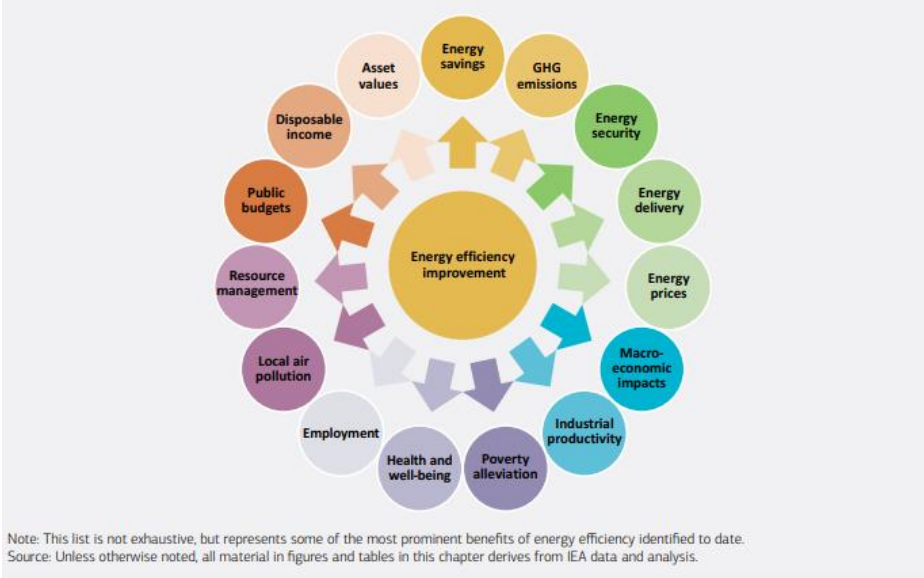 Energy
savings
GHG
emissions
Energy
security
Energy
delivery
Energy
prices
Macro-
economic
impacts
Industrial
productivity
Poverty
alleviation
Health and
well-being
Employment
Local air
pollution
Resource
management
Public
budgets
Disposable
income
Asset
values
Energy efficiency
improvement
Note: This list is not exhaustive, but represents some of the most prominent benefits of energy efficiency identified to date.
Source: Unless otherwise noted, all material in figures and tables in this chapter derives from IEA data and analysis.